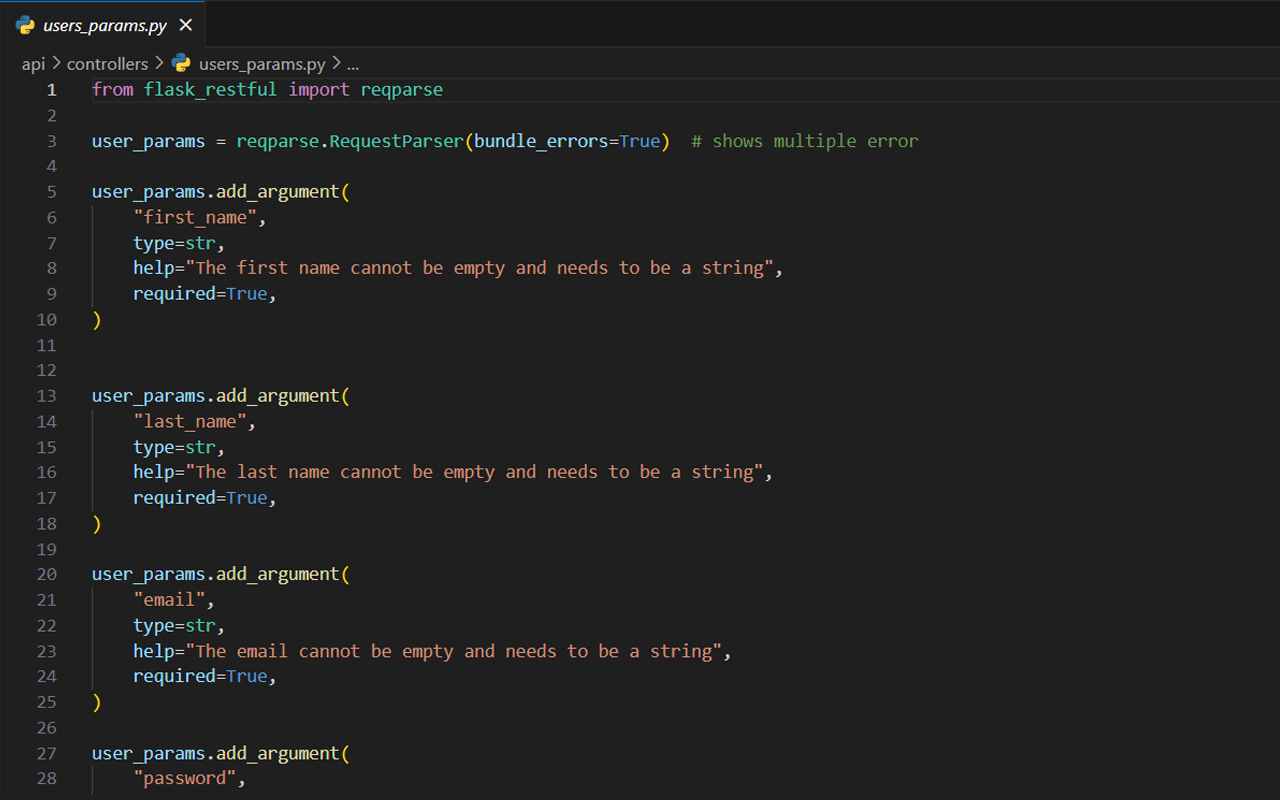 users_params.py
api > controllers > users_params.py > ...
1 from flask_restful import reqparse
2
3 user_params = reqparse.RequestParser(bundle_errors=True)  # shows multiple error
4
5 user_params.add_argument(
6     "first_name",
7     type=str,
8     help="The first name cannot be empty and needs to be a string",
9     required=True,
10 )
11
12
13 user_params.add_argument(
14     "last_name",
15     type=str,
16     help="The last name cannot be empty and needs to be a string",
17     required=True,
18 )
19
20 user_params.add_argument(
21     "email",
22     type=str,
23     help="The email cannot be empty and needs to be a string",
24     required=True,
25 )
26
27 user_params.add_argument(
28     "password",